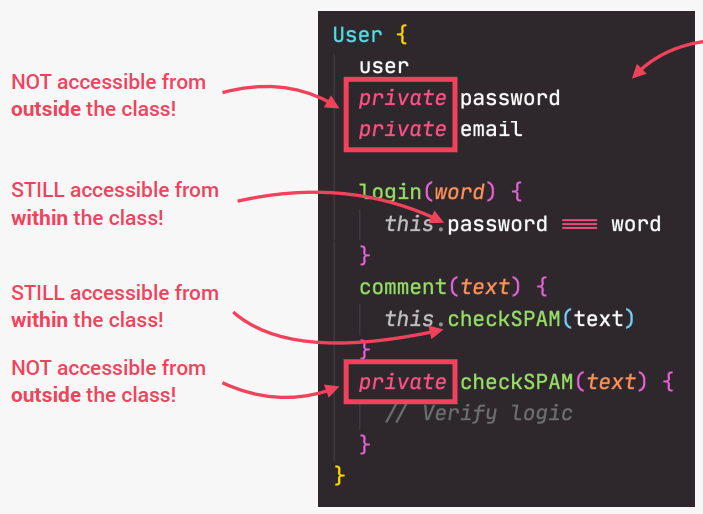 NOT accessible from
outside the class!
STILL accessible from
within the class!
STILL accessible from
within the class!
NOT accessible from
outside the class!
User {
user
private password
private email
login(word) {
this.password === word
}
comment(text) {
this.checkSPAM(text)
}
private checkSPAM(text) {
// Verify logic
}
}